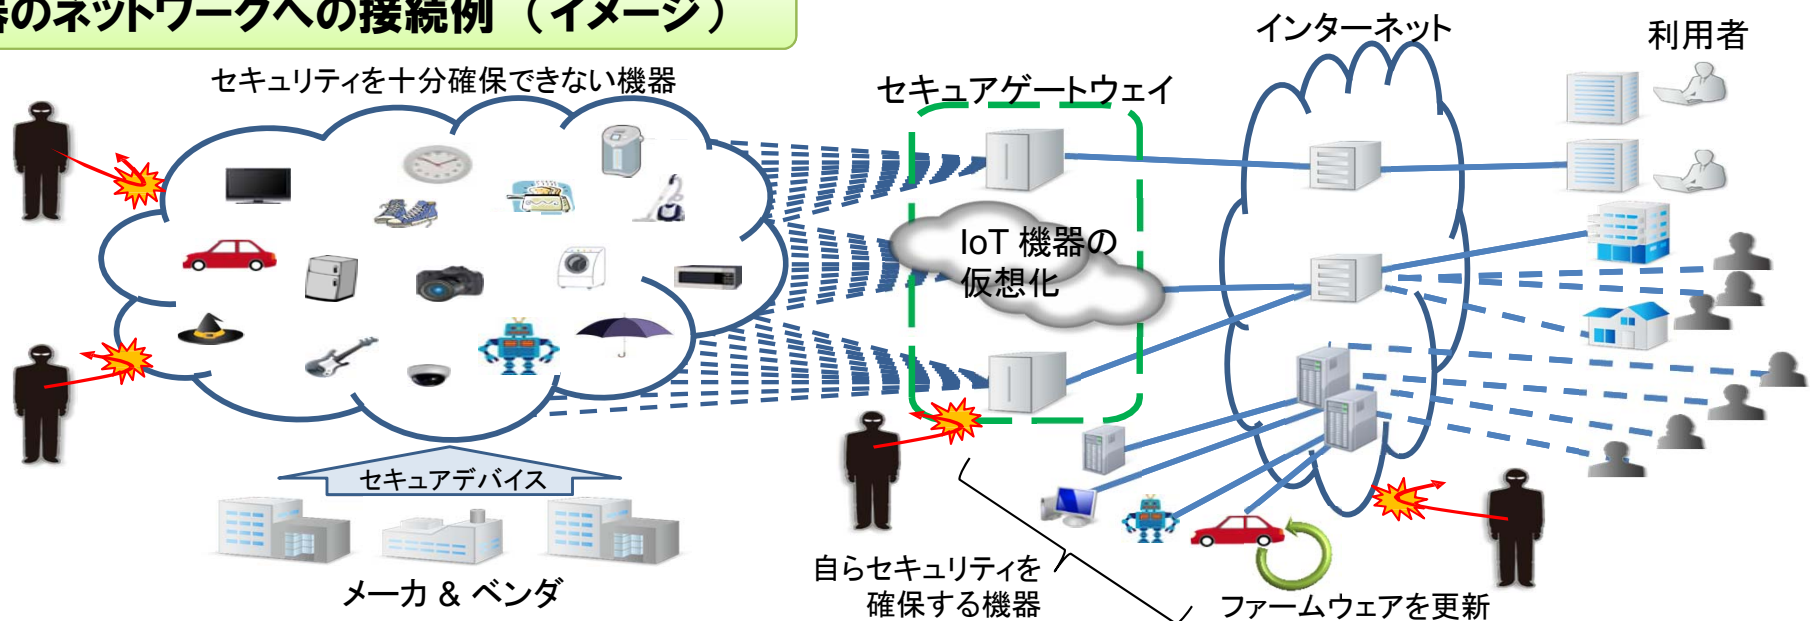 器のネットワークへの接続例 （イメージ）
インターネット
利用者
セキュリティを十分確保できない機器
セキュアゲートウェイ
IoT 機器の
仮想化
セキュアデバイス
メーカ & ベンダ
自らセキュリティを
確保する機器
ファームウェアを更新